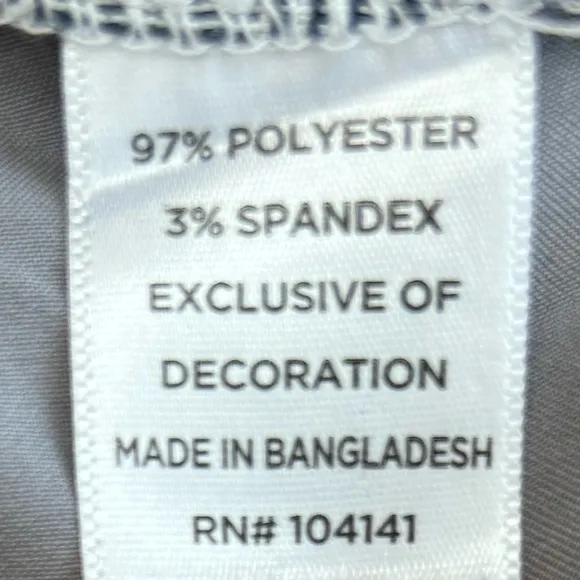 97% POLYESTER
3% SPANDEX
EXCLUSIVE OF
DECORATION
MADE IN BANGLADESH
RN# 104141